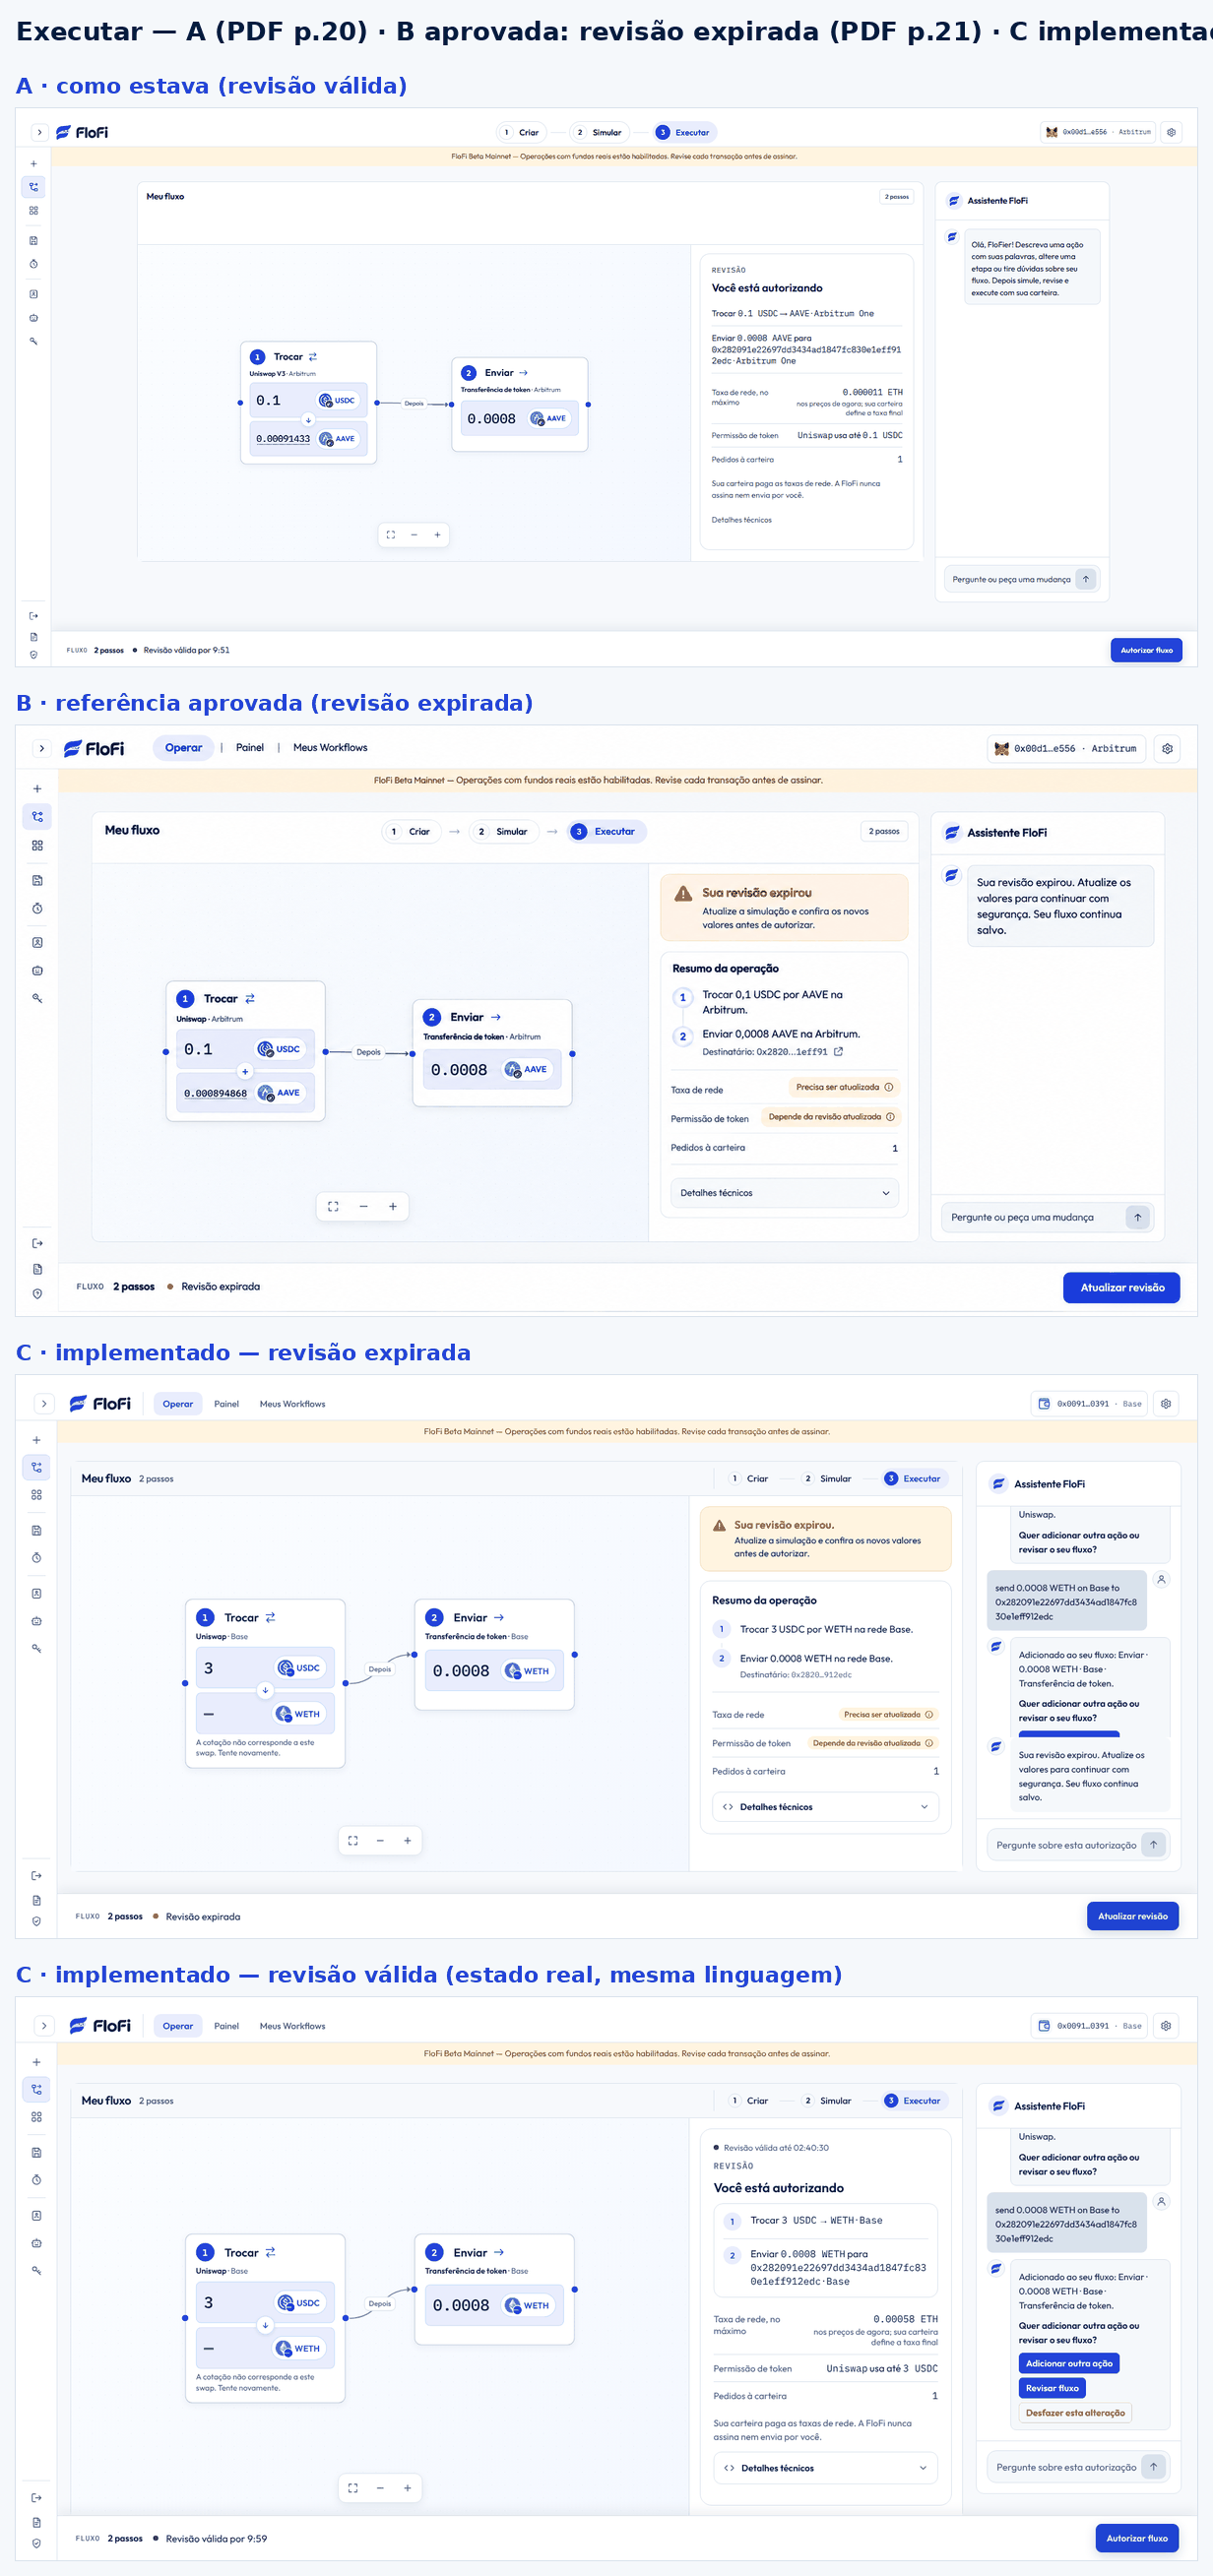 Executar — A (PDF p.20) · B aprovada: revisão expirada (PDF p.21) · C implementa
A · como estava (revisão válida)
FloFi
1 Criar
2 Simular
3 Executar
0x00d1…e556 · Arbitrum
FloFi Beta Mainnet — Operações com fundos reais estão habilitadas. Revise cada transação antes de assinar.
Meu fluxo
2 passos
1 Trocar
Uniswap V3 · Arbitrum
0.1 USDC
0.00091433 AAVE
Depois
2 Enviar
Transferência de token · Arbitrum
0.0008 AAVE
REVISÃO
Você está autorizando
Trocar 0.1 USDC → AAVE·Arbitrum One
Enviar 0.0008 AAVE para
0x282091e22697dd3434ad1847fc830e1eff91
2edc·Arbitrum One
Taxa de rede, no
máximo
0.000011 ETH
nos preços de agora; sua carteira
define a taxa final
Permissão de token
Uniswap usa até 0.1 USDC
Pedidos à carteira
1
Sua carteira paga as taxas de rede. A FloFi nunca
assina nem envia por você.
Detalhes técnicos
Assistente FloFi
Olá, FloFier! Descreva uma ação
com suas palavras, altere uma
etapa ou tire dúvidas sobre seu
fluxo. Depois simule, revise e
execute com sua carteira.
Pergunte ou peça uma mudança
FLUXO 2 passos Revisão válida por 9:51
Autorizar fluxo
B · referência aprovada (revisão expirada)
FloFi
Operar
Painel
Meus Workflows
0x00d1…e556 · Arbitrum
FloFi Beta Mainnet — Operações com fundos reais estão habilitadas. Revise cada transação antes de assinar.
Meu fluxo
1 Criar
2 Simular
3 Executar
2 passos
1 Trocar
Uniswap · Arbitrum
0.1 USDC
0.000894868 AAVE
Depois
2 Enviar
Transferência de token · Arbitrum
0.0008 AAVE
Sua revisão expirou
Atualize a simulação e confira os novos
valores antes de autorizar.
Resumo da operação
1 Trocar 0,1 USDC por AAVE na
Arbitrum.
2 Enviar 0,0008 AAVE na Arbitrum.
Destinatário: 0x2820...1eff91
Taxa de rede
Precisa ser atualizada
Permissão de token
Depende da revisão atualizada
Pedidos à carteira
1
Detalhes técnicos
Assistente FloFi
Sua revisão expirou. Atualize os
valores para continuar com
segurança. Seu fluxo continua
salvo.
Pergunte ou peça uma mudança
FLUXO 2 passos Revisão expirada
Atualizar revisão
C · implementado — revisão expirada
FloFi
Operar
Painel
Meus Workflows
0x0091…0391 · Base
FloFi Beta Mainnet — Operações com fundos reais estão habilitadas. Revise cada transação antes de assinar.
Meu fluxo 2 passos
1 Criar
2 Simular
3 Executar
1 Trocar
Uniswap · Base
3 USDC
— WETH
A cotação não corresponde a este
swap. Tente novamente.
Depois
2 Enviar
Transferência de token · Base
0.0008 WETH
Sua revisão expirou.
Atualize a simulação e confira os novos valores
antes de autorizar.
Resumo da operação
1 Trocar 3 USDC por WETH na rede Base.
2 Enviar 0.0008 WETH na rede Base.
Destinatário: 0x2820…912edc
Taxa de rede
Precisa ser atualizada
Permissão de token
Depende da revisão atualizada
Pedidos à carteira
1
Detalhes técnicos
Assistente FloFi
Uniswap.
Quer adicionar outra ação ou
revisar o seu fluxo?
send 0.0008 WETH on Base to
0x282091e22697dd3434ad1847fc8
30e1eff912edc
Adicionado ao seu fluxo: Enviar ·
0.0008 WETH · Base ·
Transferência de token.
Quer adicionar outra ação ou
revisar o seu fluxo?
Sua revisão expirou. Atualize os
valores para continuar com
segurança. Seu fluxo continua
salvo.
Pergunte sobre esta autorização
FLUXO 2 passos Revisão expirada
Atualizar revisão
C · implementado — revisão válida (estado real, mesma linguagem)
FloFi
Operar
Painel
Meus Workflows
0x0091…0391 · Base
FloFi Beta Mainnet — Operações com fundos reais estão habilitadas. Revise cada transação antes de assinar.
Meu fluxo 2 passos
1 Criar
2 Simular
3 Executar
1 Trocar
Uniswap · Base
3 USDC
— WETH
A cotação não corresponde a este
swap. Tente novamente.
Depois
2 Enviar
Transferência de token · Base
0.0008 WETH
Revisão válida até 02:40:30
REVISÃO
Você está autorizando
1 Trocar 3 USDC → WETH·Base
2 Enviar 0.0008 WETH para
0x282091e22697dd3434ad1847fc83
0e1eff912edc·Base
Taxa de rede, no
máximo
0.00058 ETH
nos preços de agora; sua carteira
define a taxa final
Permissão de token
Uniswap usa até 3 USDC
Pedidos à carteira
1
Sua carteira paga as taxas de rede. A FloFi nunca
assina nem envia por você.
Detalhes técnicos
Assistente FloFi
Uniswap.
Quer adicionar outra ação ou
revisar o seu fluxo?
send 0.0008 WETH on Base to
0x282091e22697dd3434ad1847fc8
30e1eff912edc
Adicionado ao seu fluxo: Enviar ·
0.0008 WETH · Base ·
Transferência de token.
Quer adicionar outra ação ou
revisar o seu fluxo?
Adicionar outra ação
Revisar fluxo
Desfazer esta alteração
Pergunte sobre esta autorização
FLUXO 2 passos Revisão válida por 9:59
Autorizar fluxo